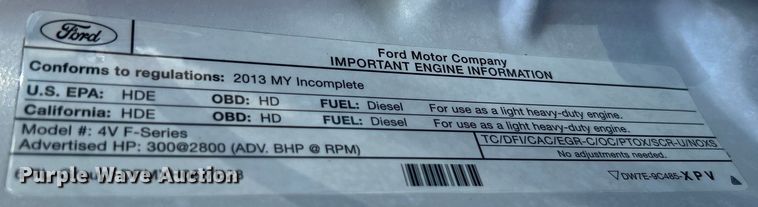 Ford
Ford Motor Company
IMPORTANT ENGINE INFORMATION
Conforms to regulations: 2013 MY Incomplete
U.S. EPA: HDE OBD: HD FUEL: Diesel For use as a light heavy-duty engine.
California: HDE OBD: HD FUEL: Diesel For use as a light heavy-duty engine.
Model #: 4V F-Series
Advertised HP: 300@2800 (ADV. BHP @ RPM)
TC/DFI/CAC/EGR-C/OC/PTOX/SCR-U/NOXS
No adjustments needed.
Purple Wave Auction
DW7E-9C485-XPV